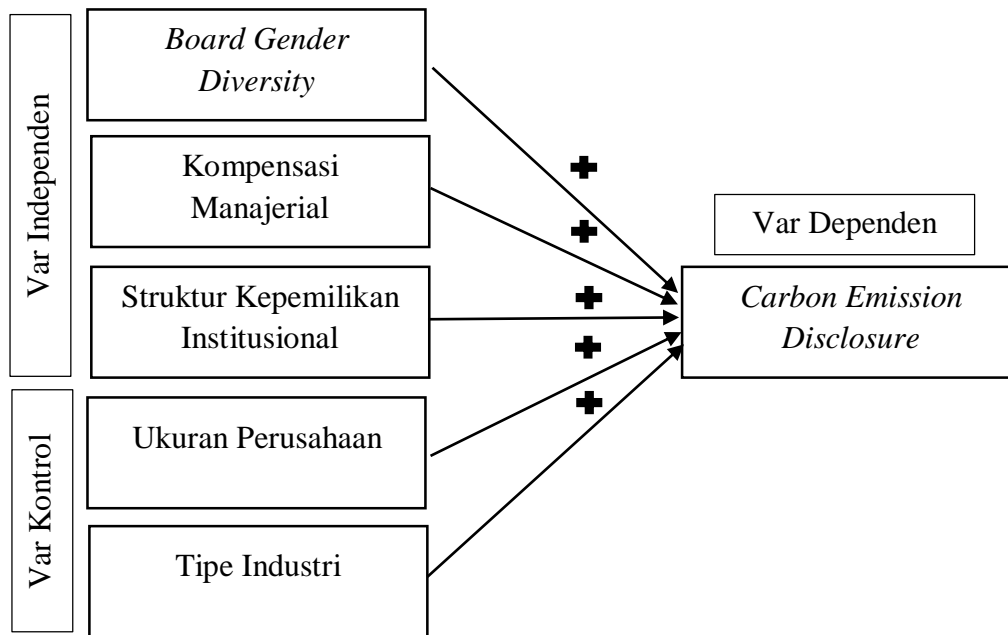 Var Independen
Board Gender
Diversity
Kompensasi
Manajerial
Struktur Kepemilikan
Institusional
Var Kontrol
Ukuran Perusahaan
Tipe Industri
Var Dependen
Carbon Emission
Disclosure